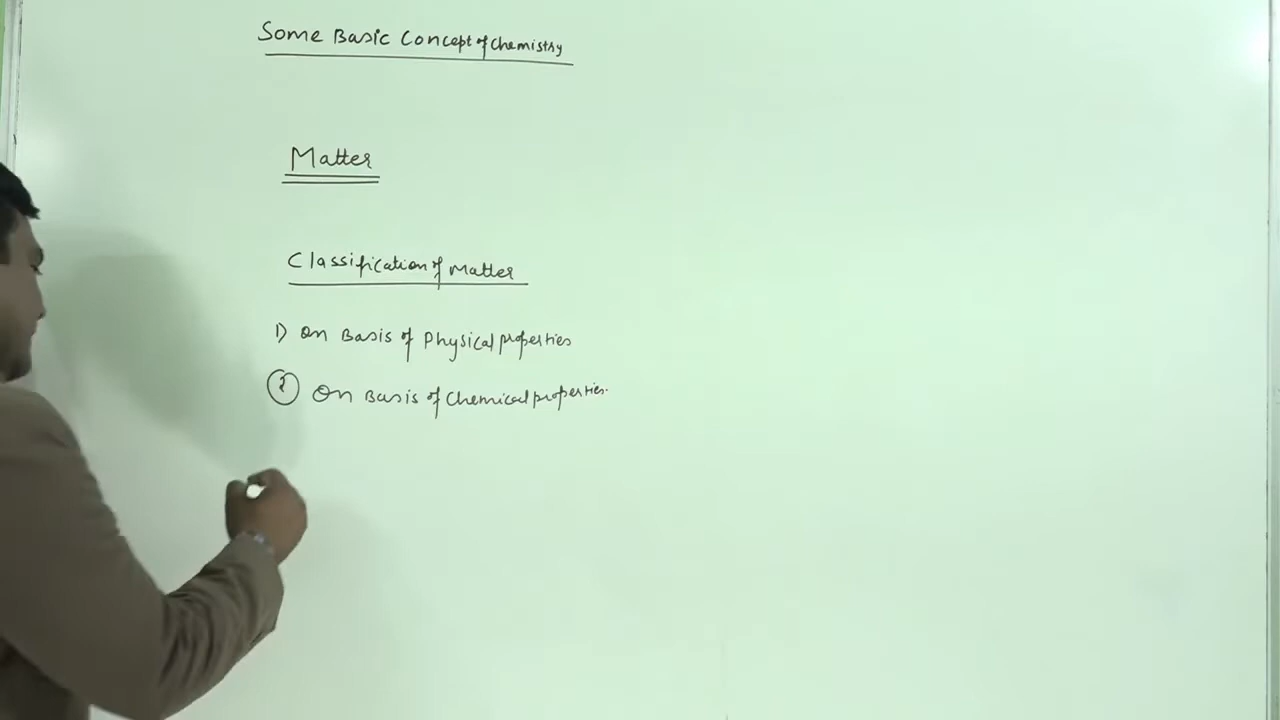 Some Basic Concept of Chemistry
Matter
Classification of Matter
1) On Basis of Physical properties
2 On Basis of Chemical properties.